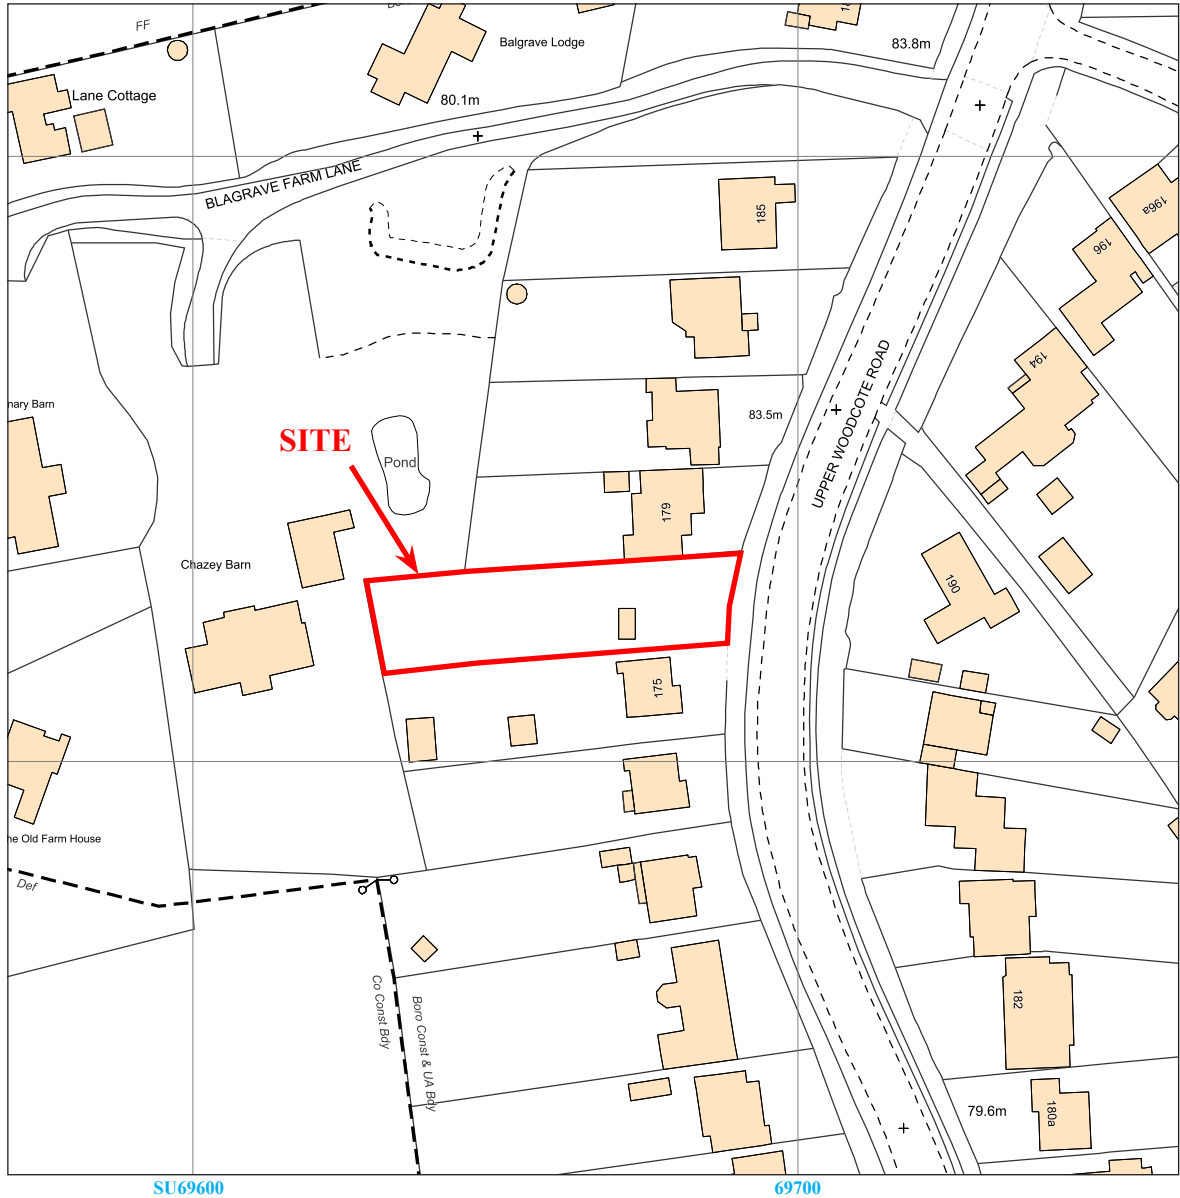 FF
Balgrave Lodge
83.8m
Lane Cottage
80.1m
BLAGRAVE FARM LANE
185
196a
196
194
nary Barn
83.5m
UPPER WOODCOTE ROAD
SITE
Pond
179
Chazey Barn
190
175
ne Old Farm House
Def
Co Const Bdy
Boro Const & UA Bdy
182
79.6m
180a
SU69600
69700